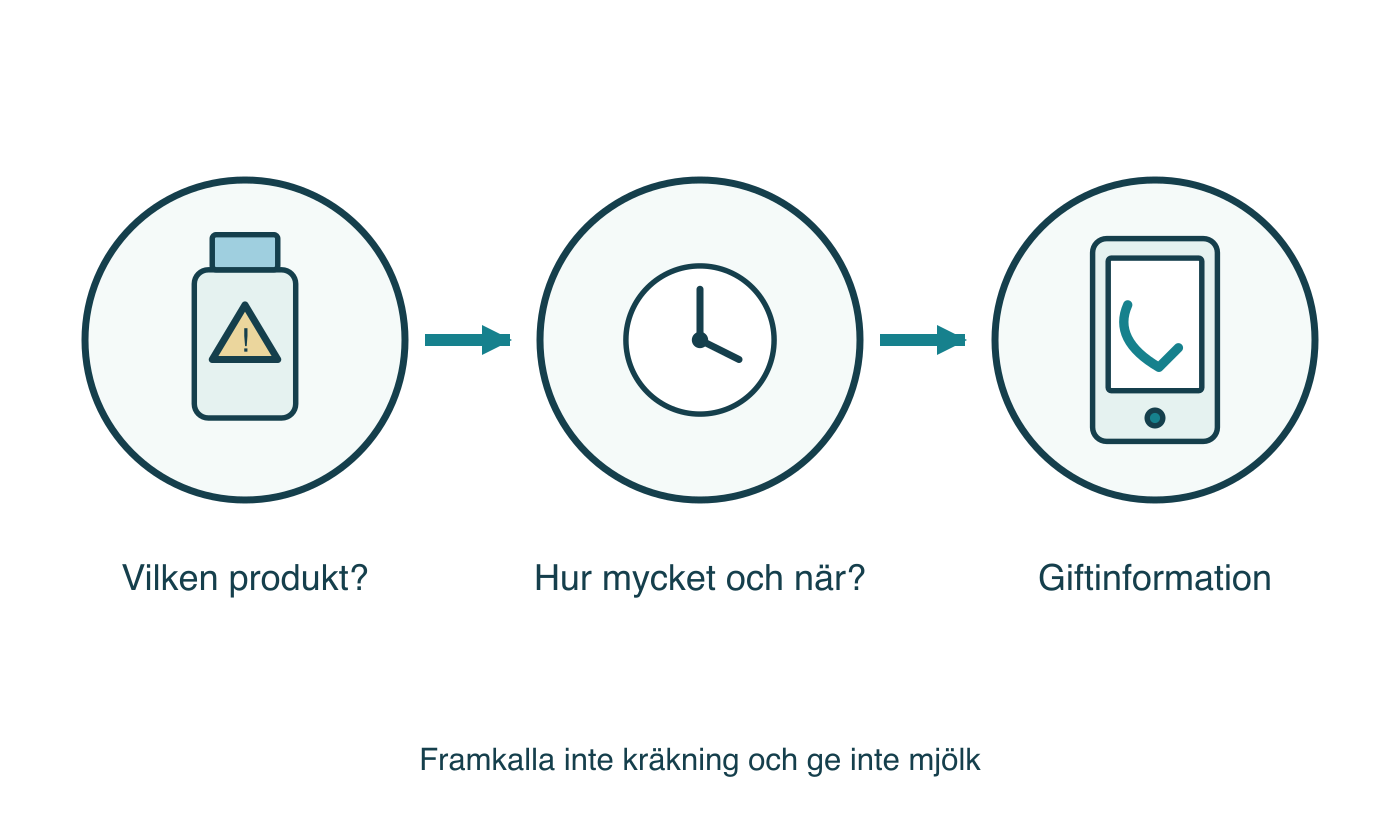 !
Vilken produkt?
Hur mycket och när?
Giftinformation
Framkalla inte kräkning och ge inte mjölk